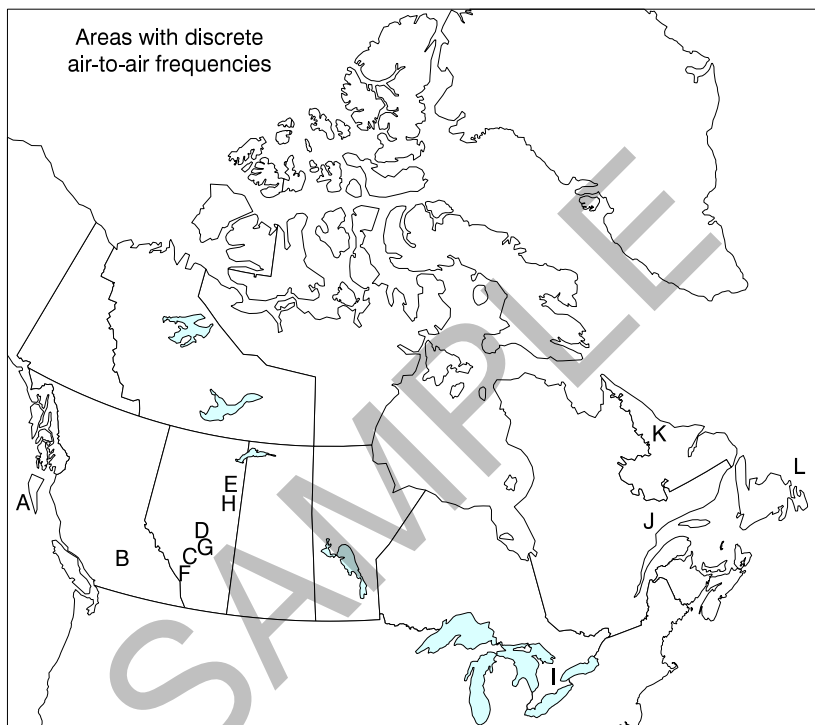 Areas with discrete
air-to-air frequencies
SAMPLE
K
L
E
A
H
J
D
G
B
C
F
I